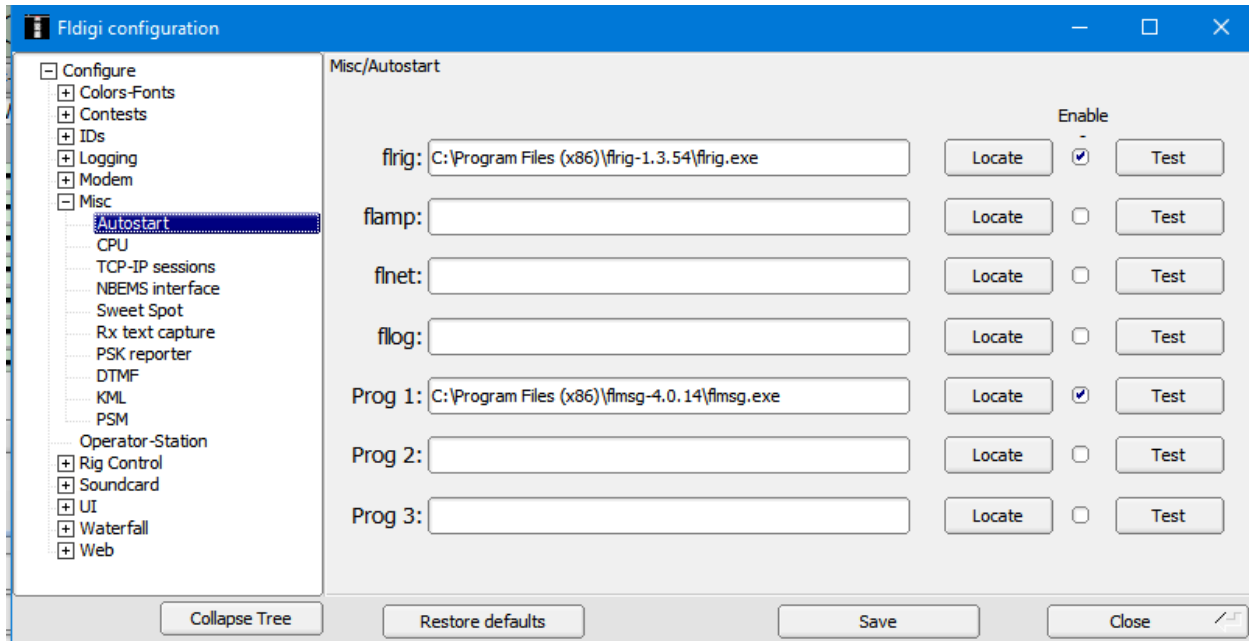 Fldigi configuration
Configure
Colors-Fonts
Contests
IDs
Logging
Modem
Misc
Autostart
CPU
TCP-IP sessions
NBEMS interface
Sweet Spot
Rx text capture
PSK reporter
DTMF
KML
PSM
Operator-Station
Rig Control
Soundcard
UI
Waterfall
Web
Collapse Tree
Misc/Autostart
Enable
-
flrig: C:\Program Files (x86)\flrig-1.3.54\flrig.exe Locate Test
flamp: Locate Test
flnet: Locate Test
fllog: Locate Test
Prog 1: C:\Program Files (x86)\flmsg-4.0.14\flmsg.exe Locate Test
Prog 2: Locate Test
Prog 3: Locate Test
Restore defaults Save Close